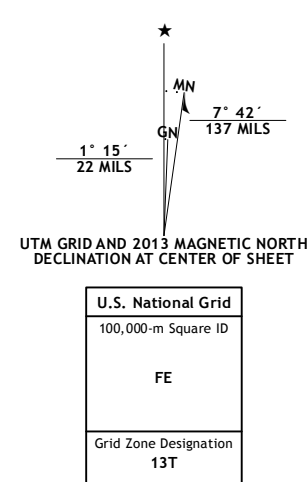 ★
MN
7° 42´
137 MILS
GN
1° 15´
22 MILS
UTM GRID AND 2013 MAGNETIC NORTH
DECLINATION AT CENTER OF SHEET
U.S. National Grid
100,000-m Square ID
FE
Grid Zone Designation
13T